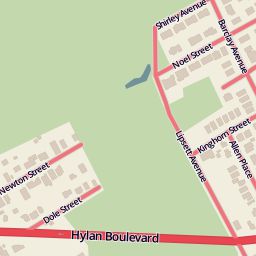 Shirley Avenue
Barclay Avenue
Noel Street
Kinghorn Street
Lipsett Avenue
Allen Place
Newton Street
Dole Street
Hylan Boulevard